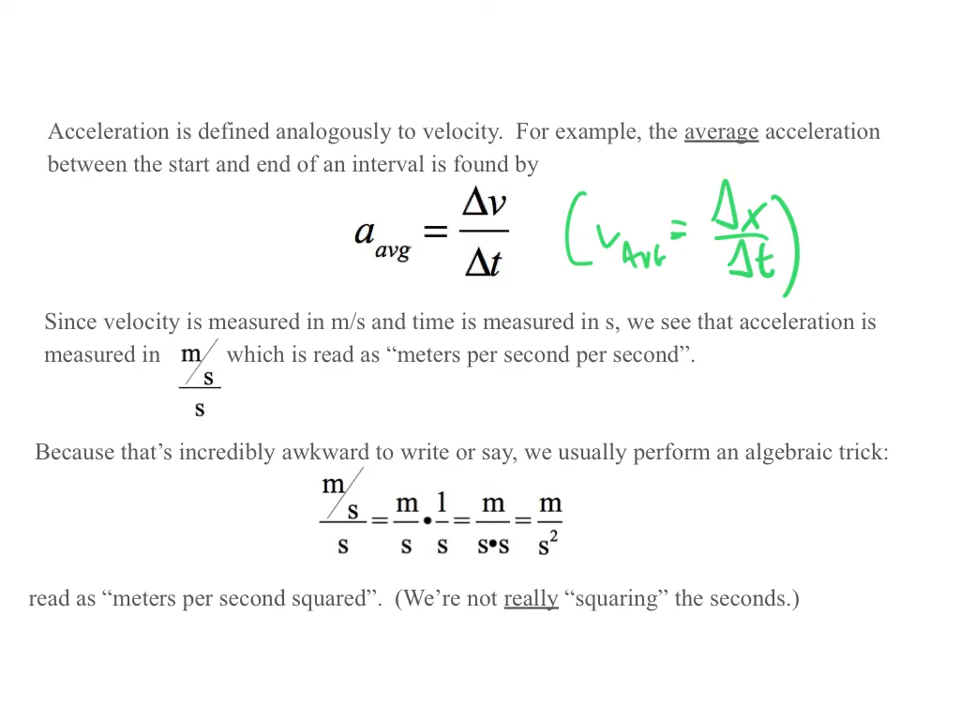 Acceleration is defined analogously to velocity.  For example, the average acceleration
between the start and end of an interval is found by
a_avg = Δv/Δt (v_AVG = Δx/Δt)
Since velocity is measured in m/s and time is measured in s, we see that acceleration is
measured in (m/s)/s which is read as “meters per second per second”.
Because that’s incredibly awkward to write or say, we usually perform an algebraic trick:
(m/s)/s = m/s • 1/s = m/(s•s) = m/s²
read as “meters per second squared”.  (We’re not really “squaring” the seconds.)